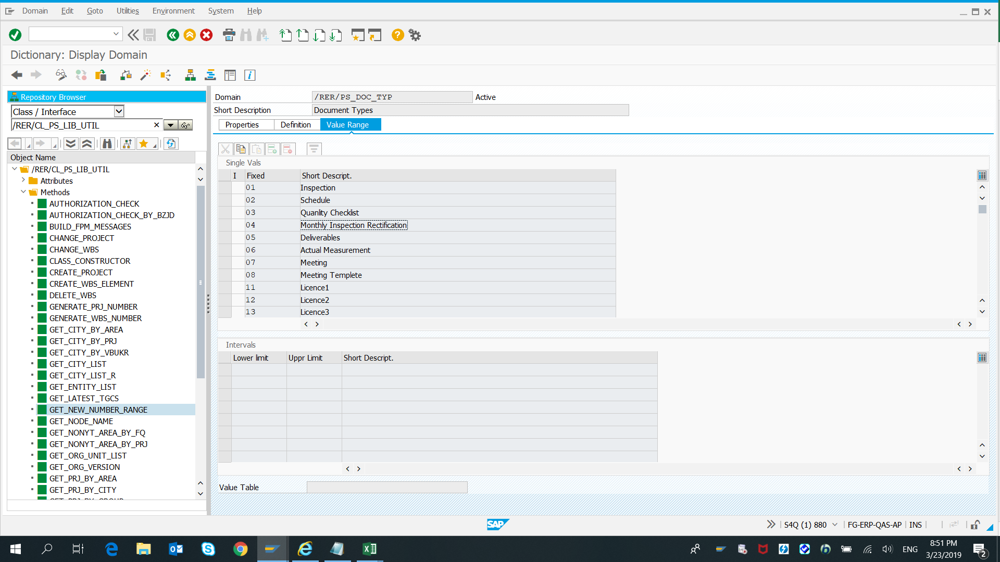 Domain Edit Goto Utilities Environment System Help
Dictionary: Display Domain
Repository Browser
Class / Interface
/RER/CL_PS_LIB_UTIL
Object Name
/RER/CL_PS_LIB_UTIL
Attributes
Methods
AUTHORIZATION_CHECK
AUTHORIZATION_CHECK_BY_BZJD
BUILD_FPM_MESSAGES
CHANGE_PROJECT
CHANGE_WBS
CLASS_CONSTRUCTOR
CREATE_PROJECT
CREATE_WBS_ELEMENT
DELETE_WBS
GENERATE_PRJ_NUMBER
GENERATE_WBS_NUMBER
GET_CITY_BY_AREA
GET_CITY_BY_PRJ
GET_CITY_BY_VBUKR
GET_CITY_LIST
GET_CITY_LIST_R
GET_ENTITY_LIST
GET_LATEST_TGCS
GET_NEW_NUMBER_RANGE
GET_NODE_NAME
GET_NONYT_AREA_BY_FQ
GET_NONYT_AREA_BY_PRJ
GET_ORG_UNIT_LIST
GET_ORG_VERSION
GET_PRJ_BY_AREA
GET_PRJ_BY_CITY
Domain /RER/PS_DOC_TYP Active
Short Description Document Types
Properties Definition Value Range
Single Vals
I Fixed Short Descript.
01 Inspection
02 Schedule
03 Quanlity Checklist
04 Monthly Inspection Rectification
05 Deliverables
06 Actual Measurement
07 Meeting
08 Meeting Templete
11 Licence1
12 Licence2
13 Licence3
Intervals
Lower limit Uppr Limit Short Descript.
Value Table
SAP S4Q (1) 880 FG-ERP-QAS-AP INS
ENG
8:51 PM
3/23/2019
2